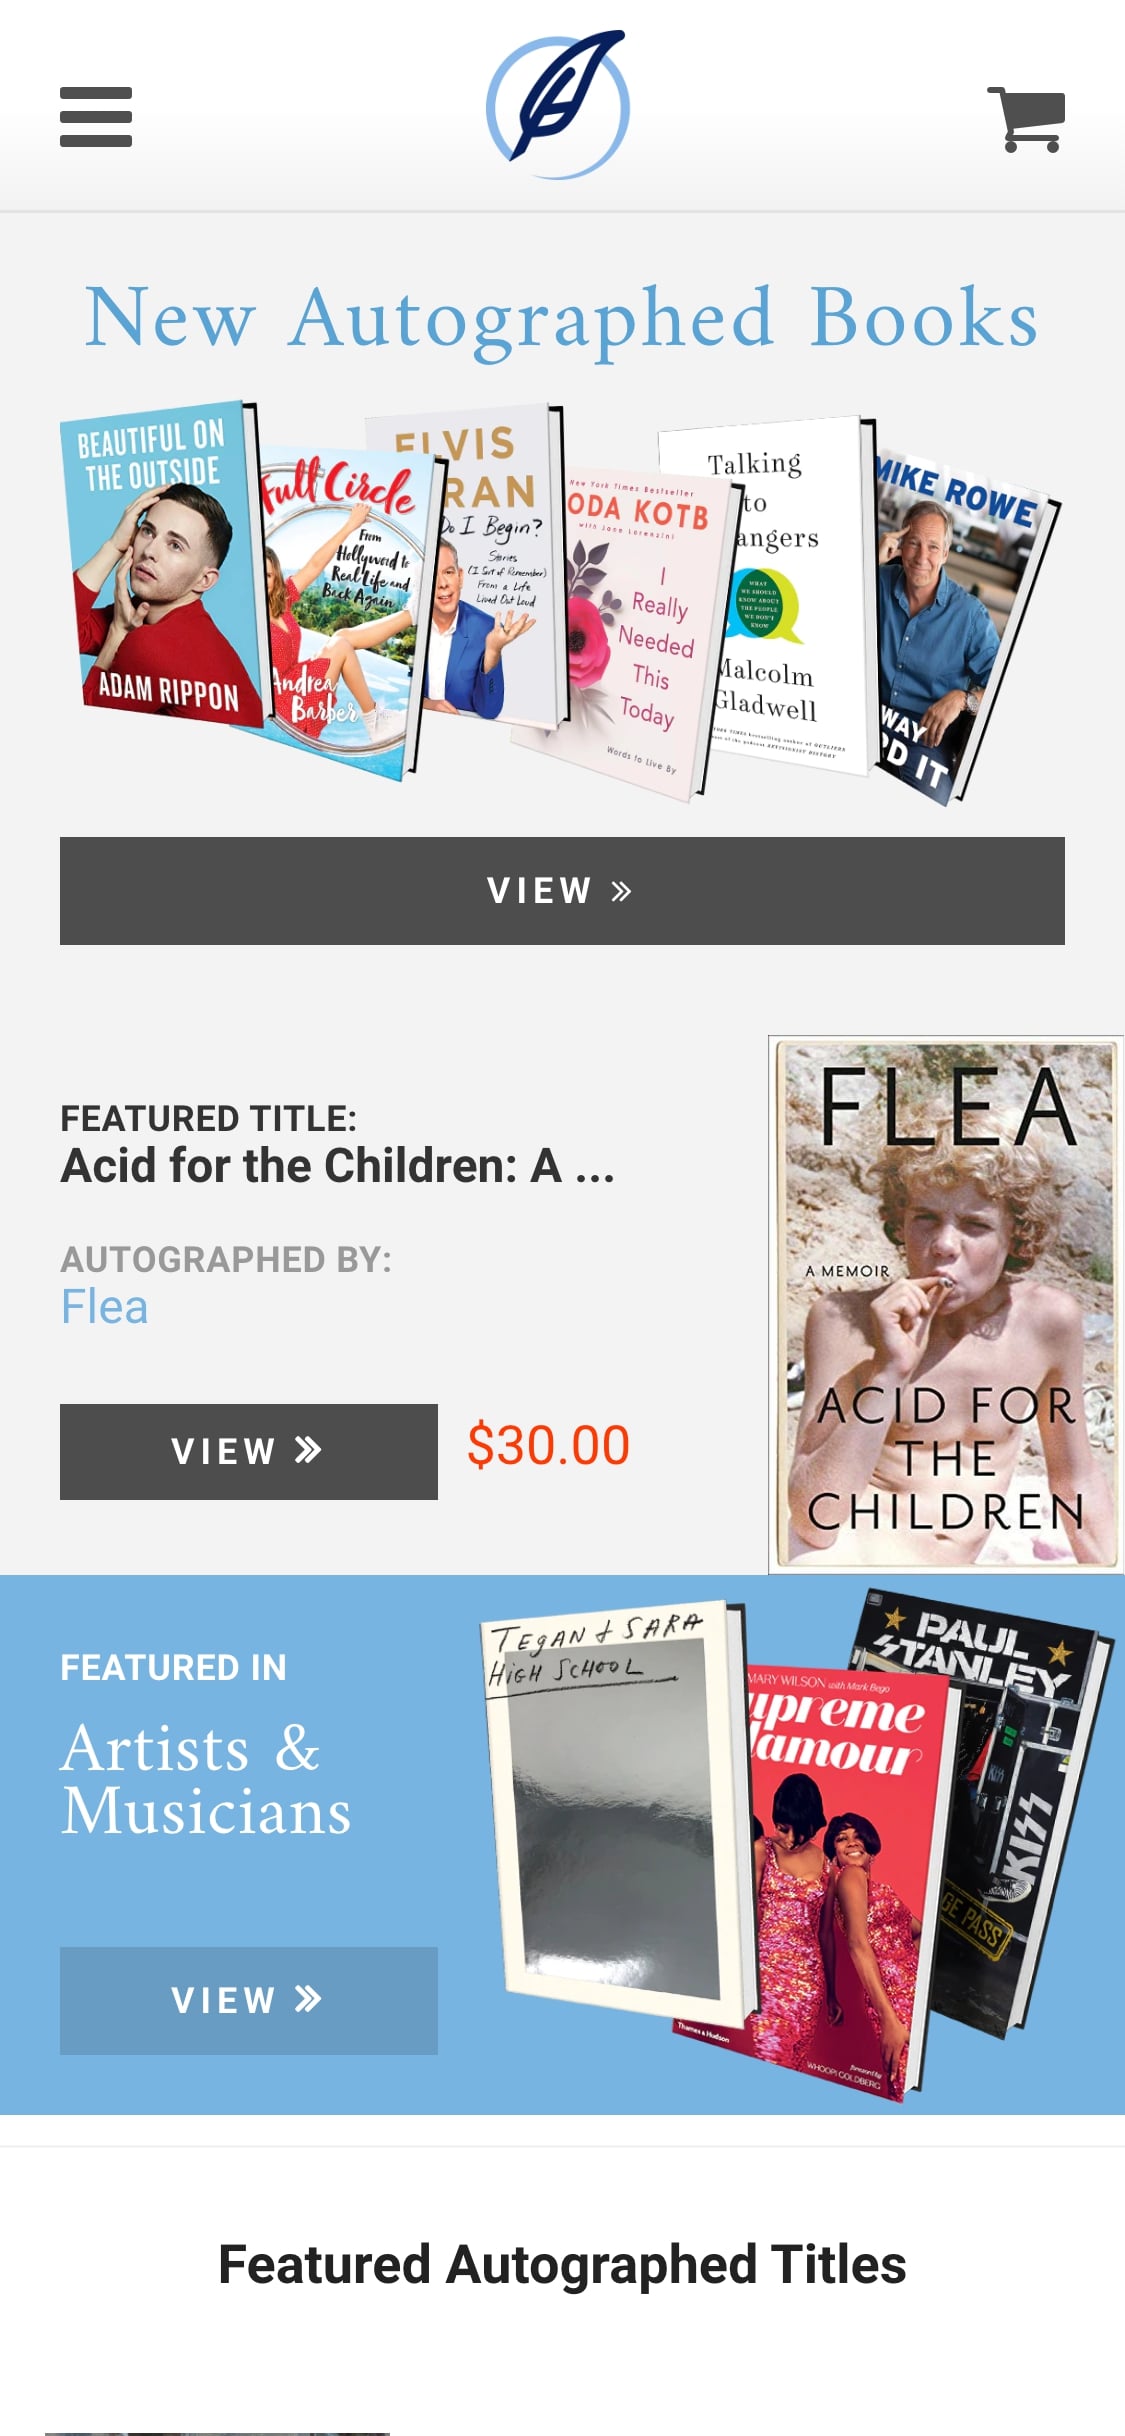 New Autographed Books
BEAUTIFUL ON
THE OUTSIDE
ADAM RIPPON
Full Circle
From
Hollywood to
Real Life and
Back Again
Andrea
Barber
ELVIS
RAN
Do I Begin?
Stories
(I Sort of Remember)
From a Life
Lived Out Loud
New York Times Bestseller
ODA KOTB
with Jane Lorenzini
I
Really
Needed
This
Today
Words to Live By
Talking
to
angers
WHAT
WE SHOULD
KNOW ABOUT
THE PEOPLE
WE DON'T
KNOW
Malcolm
Gladwell
MIKE ROWE
WAY
D IT
VIEW »
FEATURED TITLE:
Acid for the Children: A ...
AUTOGRAPHED BY:
Flea
VIEW »
$30.00
FLEA
A MEMOIR
ACID FOR
THE
CHILDREN
FEATURED IN
Artists &
Musicians
VIEW »
TEGAN + SARA
HIGH SCHOOL
MARY WILSON with Mark Bego
upreme
lamour
Thames & Hudson
foreword by
WHOOPI GOLDBERG
PAUL
STANLEY
KISS
GE PASS
Featured Autographed Titles